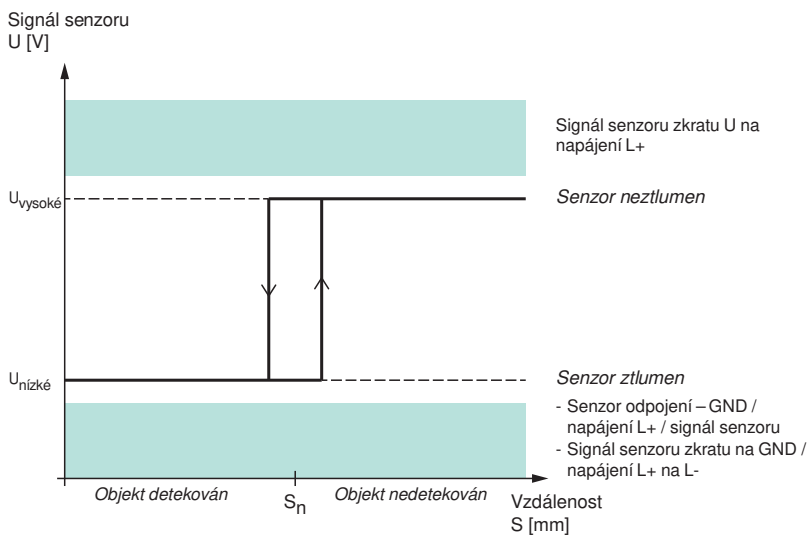 Signál senzoru
U [V]
Signál senzoru zkratu U na
napájení L+
Uvysoké
Senzor neztlumen
Unízké
Senzor ztlumen
- Senzor odpojení – GND /
napájení L+ / signál senzoru
- Signál senzoru zkratu na GND /
napájení L+ na L-
Objekt detekován
Sn
Objekt nedetekován
Vzdálenost
S [mm]